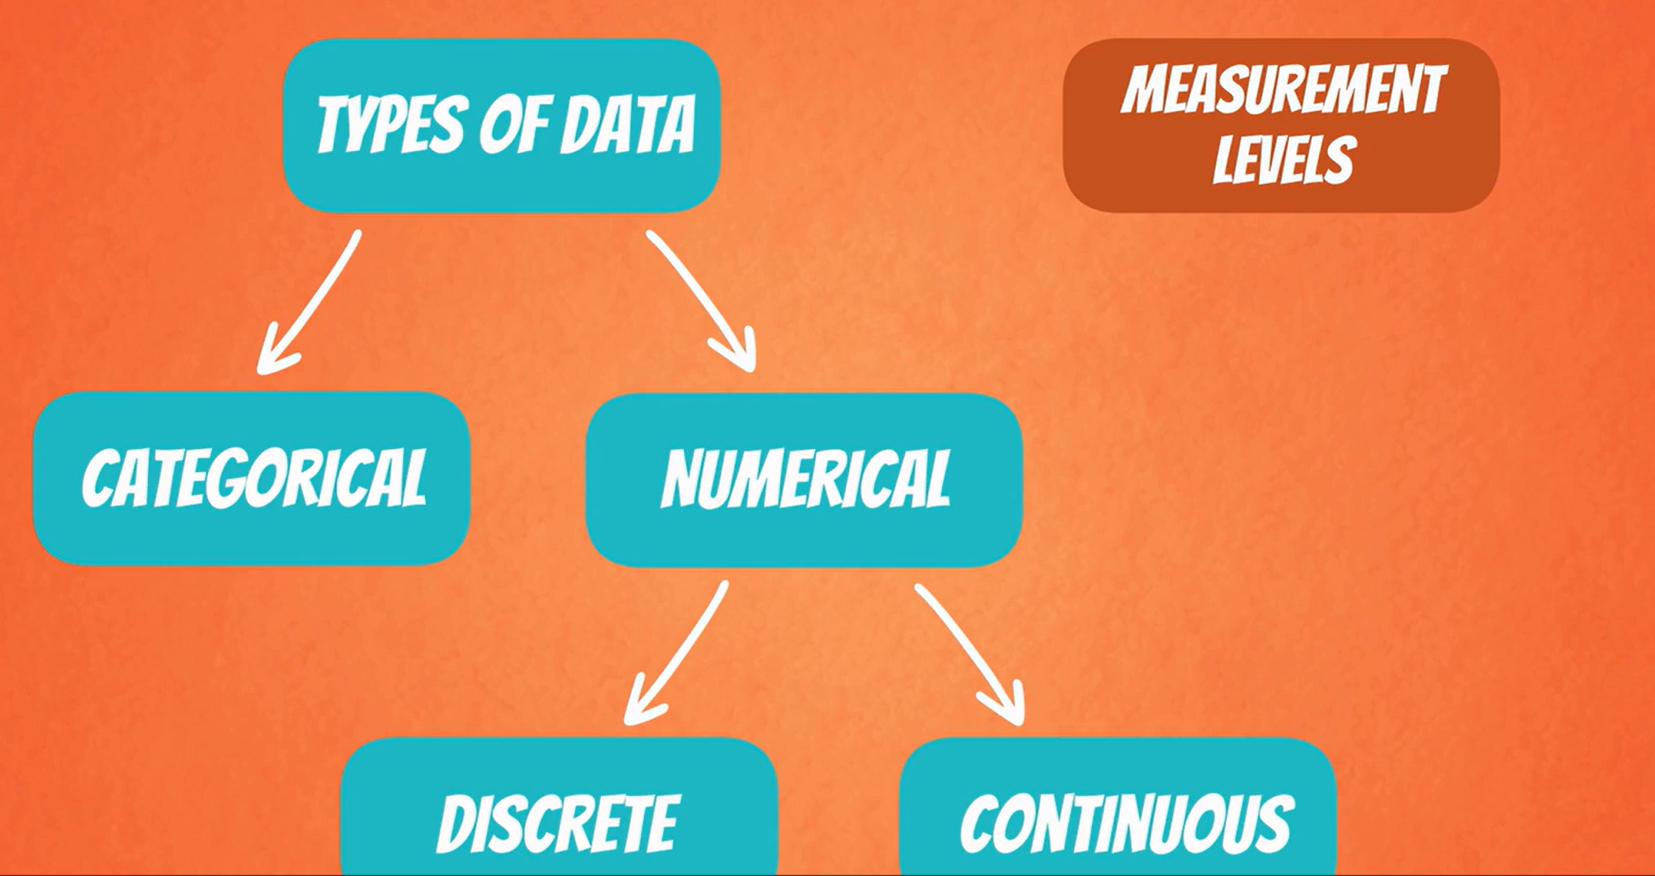 TYPES OF DATA
MEASUREMENT
LEVELS
CATEGORICAL
NUMERICAL
DISCRETE
CONTINUOUS